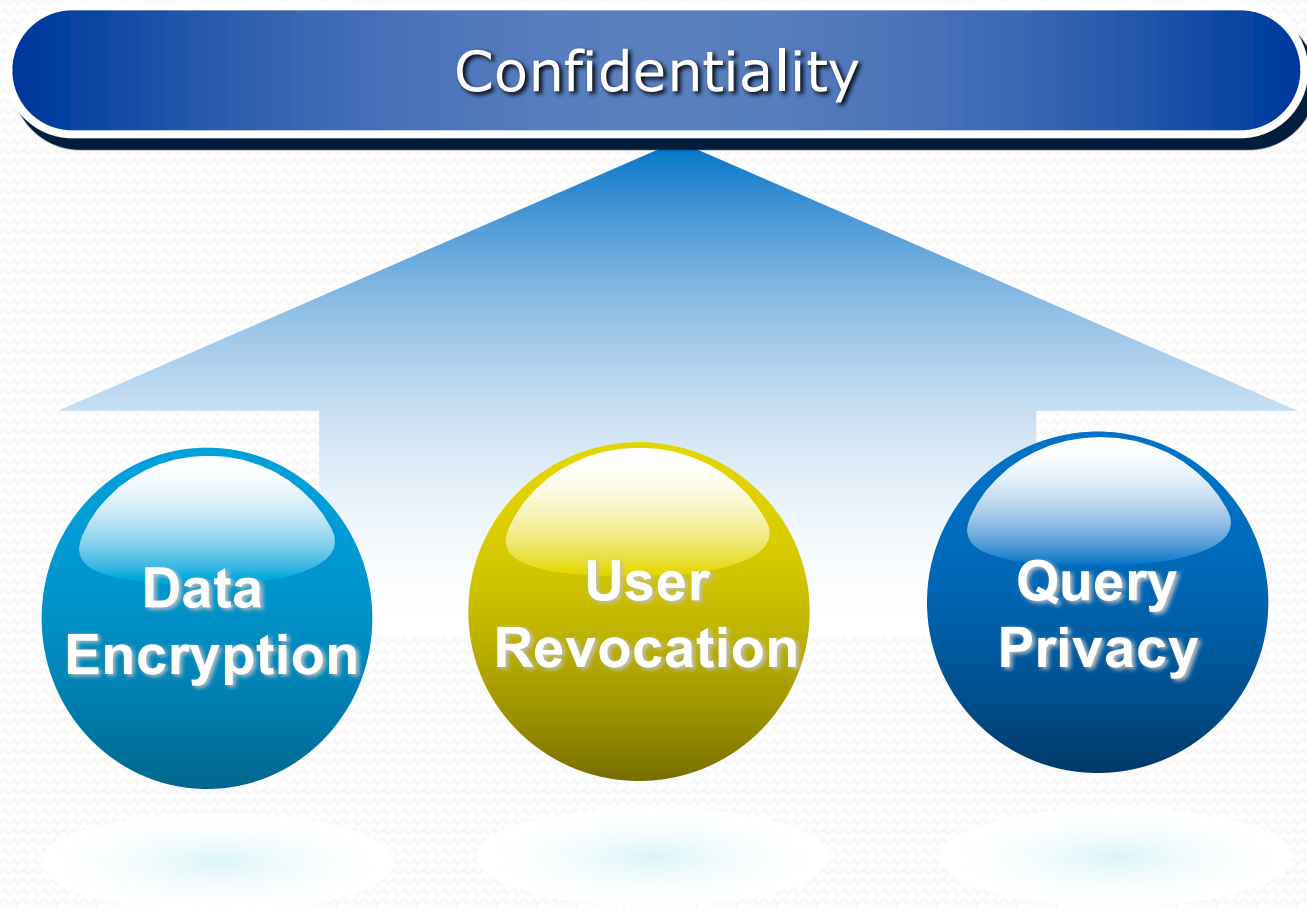 Confidentiality
Data
Encryption
User
Revocation
Query
Privacy